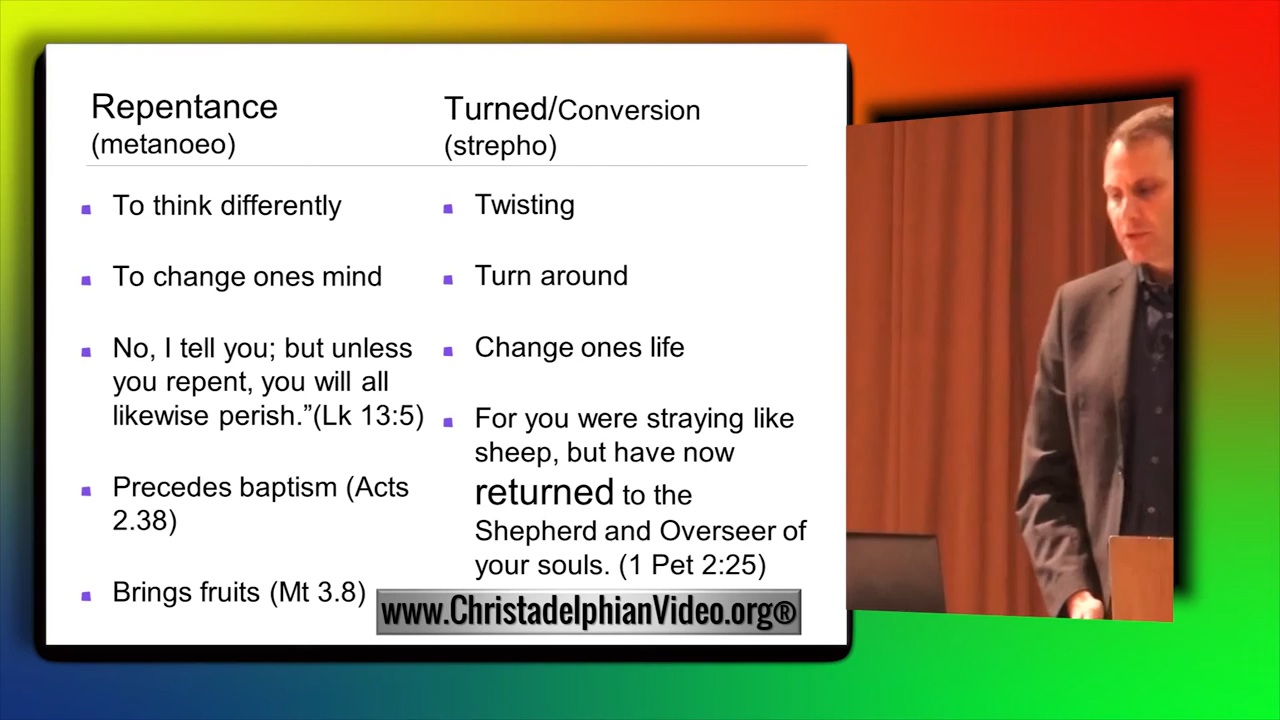 Repentance
(metanoeo)
To think differently
To change ones mind
No, I tell you; but unless
you repent, you will all
likewise perish.”(Lk 13:5)
Precedes baptism (Acts
2.38)
Brings fruits (Mt 3.8)
Turned/Conversion
(strepho)
Twisting
Turn around
Change ones life
For you were straying like
sheep, but have now
returned to the
Shepherd and Overseer of
your souls. (1 Pet 2:25)
www.ChristadelphianVideo.org®